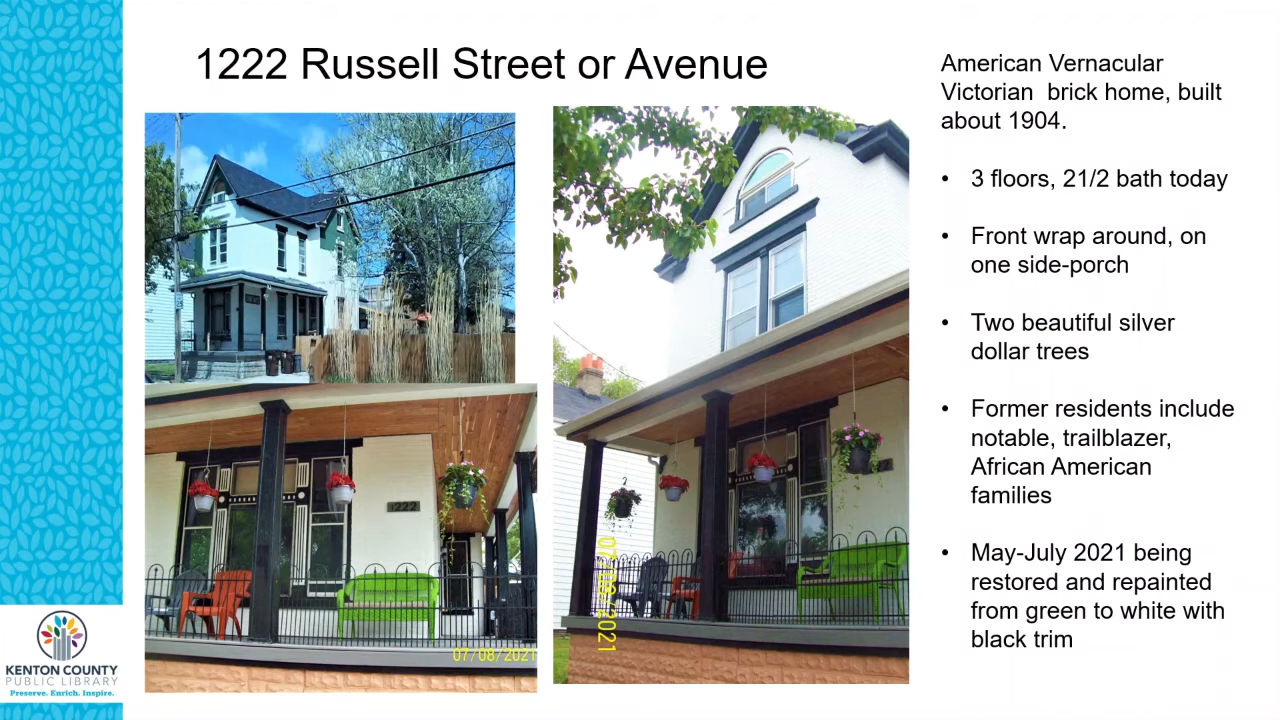 1222 Russell Street or Avenue
American Vernacular
Victorian  brick home, built
about 1904.
• 3 floors, 21/2 bath today
• Front wrap around, on
one side-porch
• Two beautiful silver
dollar trees
• Former residents include
notable, trailblazer,
African American
families
• May-July 2021 being
restored and repainted
from green to white with
black trim
1222
07/08/2021
07/08/2021
KENTON COUNTY
PUBLIC LIBRARY
Preserve. Enrich. Inspire.